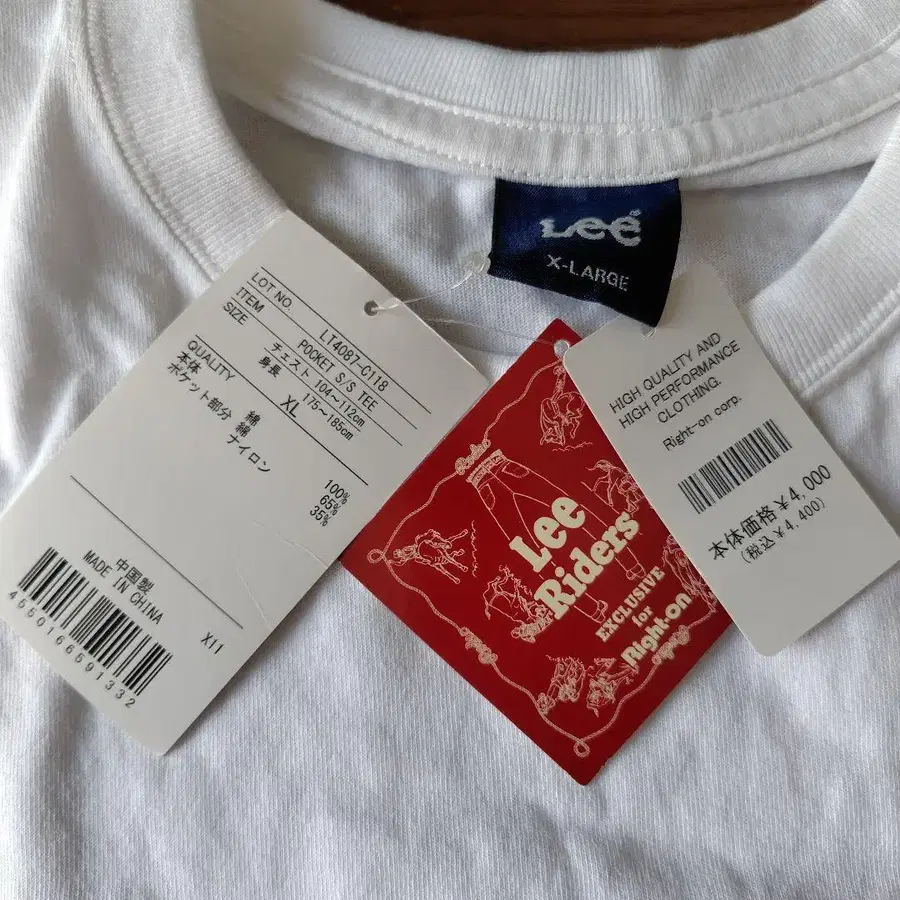 Lee
X-LARGE
LOT NO. LT4087-C118
ITEM POCKET S/S TEE
SIZE チェスト 104～112cm
身長 175～185cm
XL
QUALITY
本体 綿 100%
ポケット部分 綿 65%
ナイロン 35%
中国製
MADE IN CHINA
X11
4550166591332
Rodeo
Lee
Riders
EXCLUSIVE
for
Right-on
HIGH QUALITY AND
HIGH PERFORMANCE
CLOTHING.
Right-on corp.
本体価格¥4,000
(税込¥4,400)